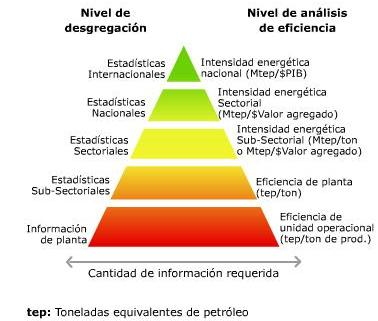 Nivel de
desgregación
Nivel de análisis
de eficiencia
Estadísticas
Internacionales
Intensidad energética
nacional (Mtep/$PIB)
Estadísticas
Nacionales
Intensidad energética
Sectorial
(Mtep/$Valor agregado)
Estadísticas
Sectoriales
Intensidad energética
Sub-Sectorial (Mtep/ton
o Mtep/$Valor agregado)
Estadísticas
Sub-Sectoriales
Eficiencia de planta
(tep/ton)
Información
de planta
Eficiencia de
unidad operacional
(tep/ton de prod.)
Cantidad de información requerida
tep: Toneladas equivalentes de petróleo